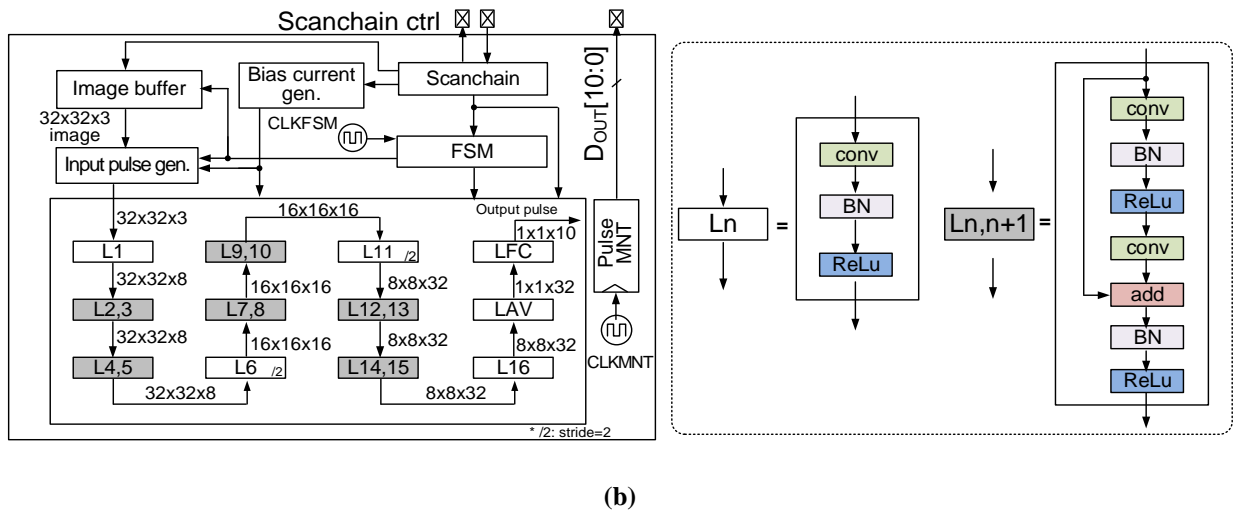 Scanchain ctrl
Image buffer
Bias current
gen.
Scanchain
32x32x3
image
CLKFSM
FSM
Input pulse gen.
DOUT[10:0]
Pulse
MNT
CLKMNT
32x32x3
16x16x16
Output pulse
1x1x10
L1
L9,10
L11 /2
LFC
32x32x8
16x16x16
8x8x32
1x1x32
L2,3
L7,8
L12,13
LAV
32x32x8
16x16x16
8x8x32
8x8x32
L4,5
L6 /2
L14,15
L16
32x32x8
8x8x32
* /2: stride=2
Ln
=
conv
BN
ReLu
Ln,n+1
=
conv
BN
ReLu
conv
add
BN
ReLu
(b)